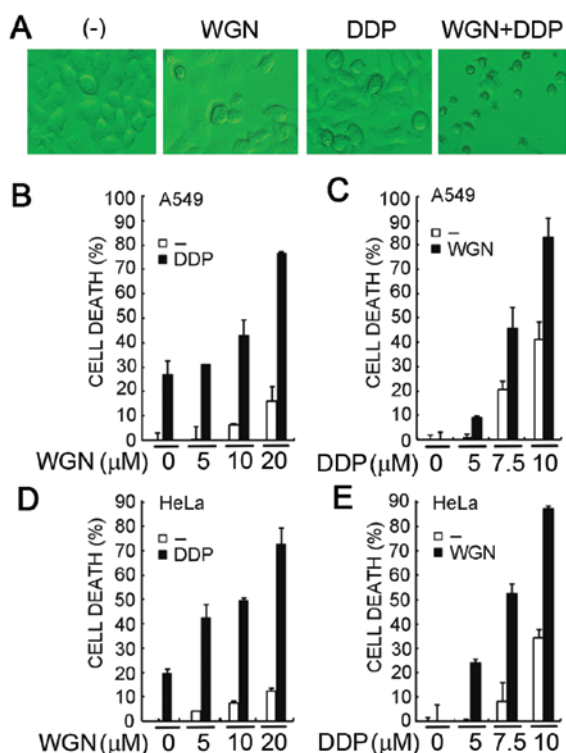 A (-) WGN DDP WGN+DDP
B
A549
–
DDP
CELL DEATH (%)
100
90
80
70
60
50
40
30
20
10
0
WGN (μM) 0 5 10 20
C
A549
–
WGN
CELL DEATH (%)
100
90
80
70
60
50
40
30
20
10
0
DDP (μM) 0 5 7.5 10
D
HeLa
–
DDP
CELL DEATH (%)
90
80
70
60
50
40
30
20
10
0
WGN (μM) 0 5 10 20
E
HeLa
–
WGN
CELL DEATH (%)
90
80
70
60
50
40
30
20
10
0
DDP (μM) 0 5 7.5 10